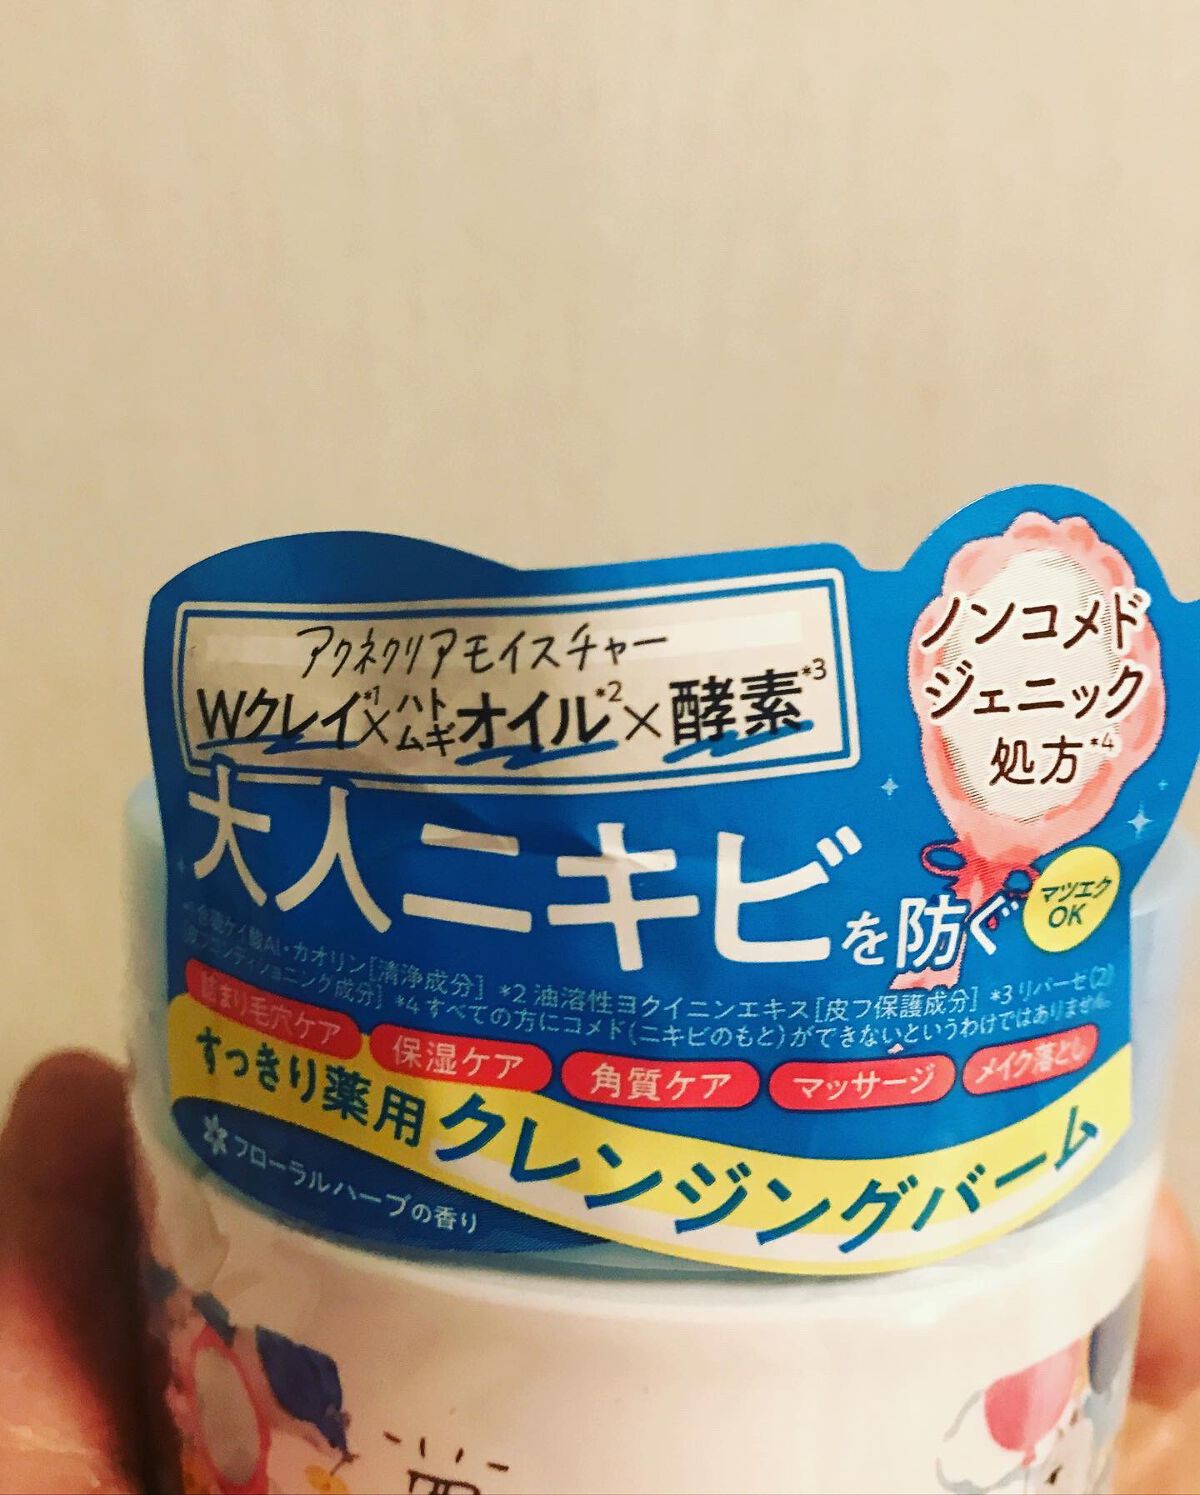 アクネクリアモイスチャー
Wクレイ*1×ハトムギオイル*2×酵素*3
ノンコメド
ジェニック
処方*4
大人ニキビを防ぐ
マツエク
OK
ケイ酸Al・カオリン[清浄成分] *2 油溶性ヨクイニンエキス[皮フ保護成分] *3 リパーゼ(2)
[皮フコンディショニング成分] *4 すべての方にコメド(ニキビのもと)ができないというわけではありません。
詰まり毛穴ケア
保湿ケア
角質ケア
マッサージ
メイク落とし
すっきり薬用クレンジングバーム
フローラルハーブの香り